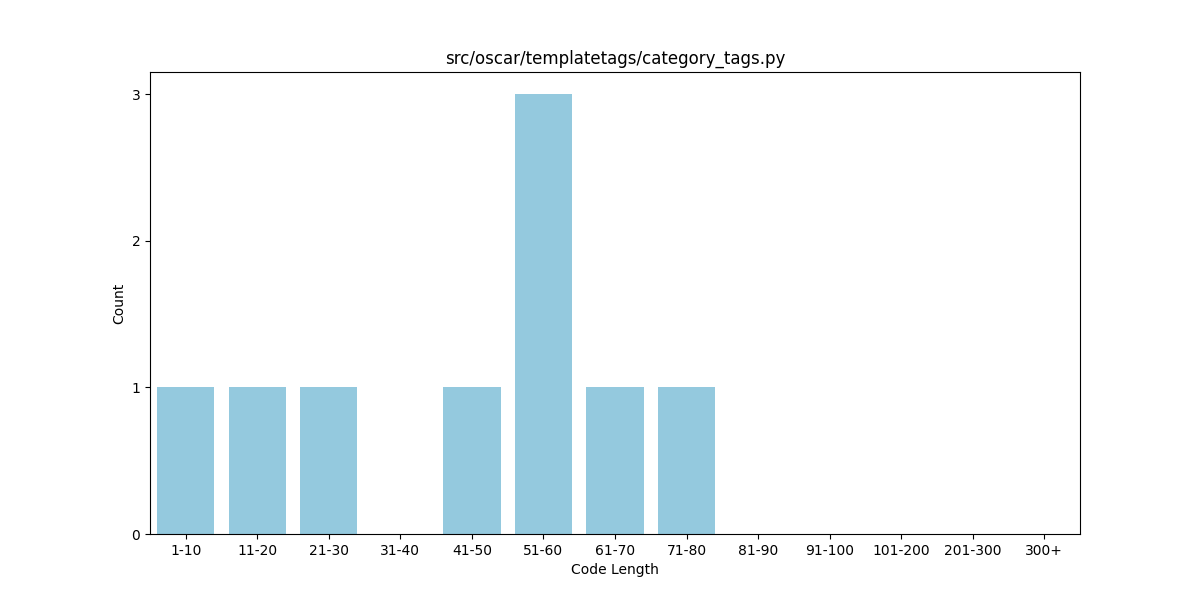 src/oscar/templatetags/category_tags.py
3
2
1
0
Count
1-10 11-20 21-30 31-40 41-50 51-60 61-70 71-80 81-90 91-100 101-200 201-300 300+
Code Length